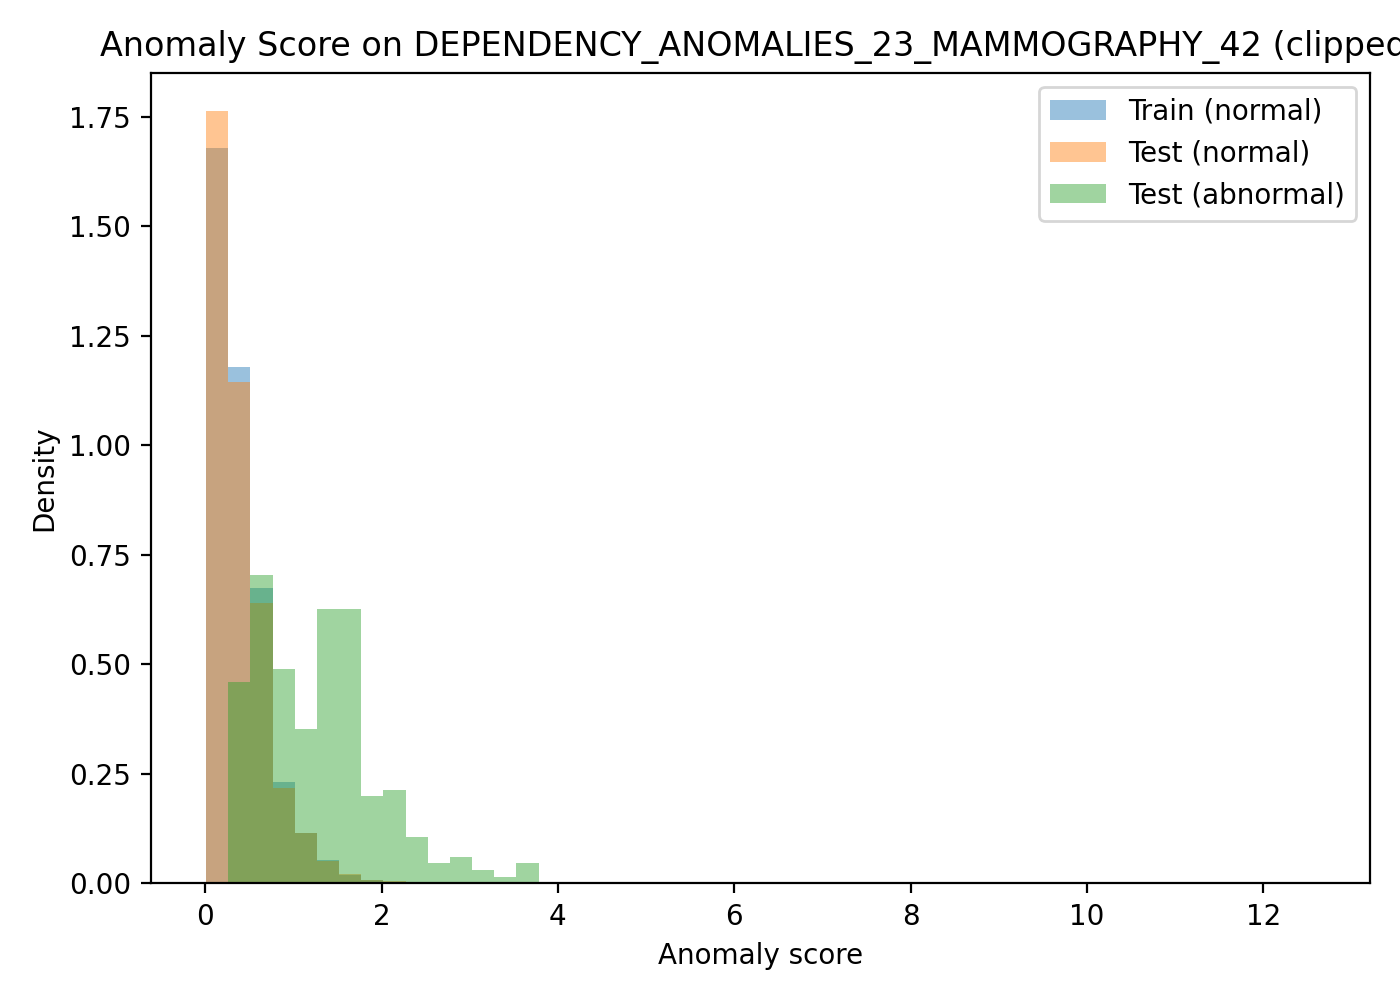 Anomaly Score on DEPENDENCY_ANOMALIES_23_MAMMOGRAPHY_42 (clipped
Train (normal)
Test (normal)
Test (abnormal)
1.75
1.50
1.25
1.00
0.75
0.50
0.25
0.00
Density
0 2 4 6 8 10 12
Anomaly score